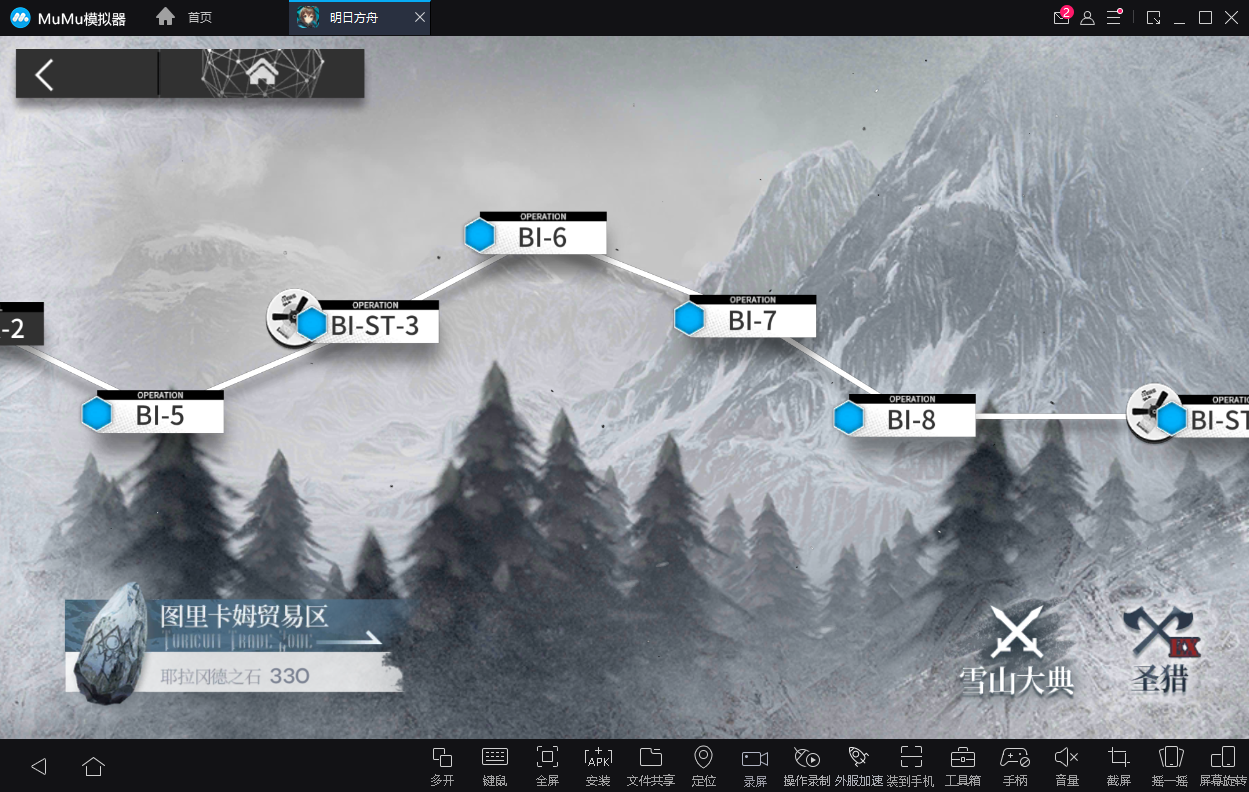 MuMu模拟器
首页
明日方舟
2
OPERATION
BI-6
OPERATION
BI-ST-3
OPERATION
BI-7
-2
OPERATION
BI-5
OPERATION
BI-8
OPERATIO
BI-ST
图里卡姆贸易区
耶拉冈德之石 330
雪山大典
EX
圣猎
多开
键鼠
全屏
APK
安装
文件共享
定位
录屏
操作录制
外服加速
装到手机
工具箱
手柄
音量
截屏
摇一摇
屏幕旋转